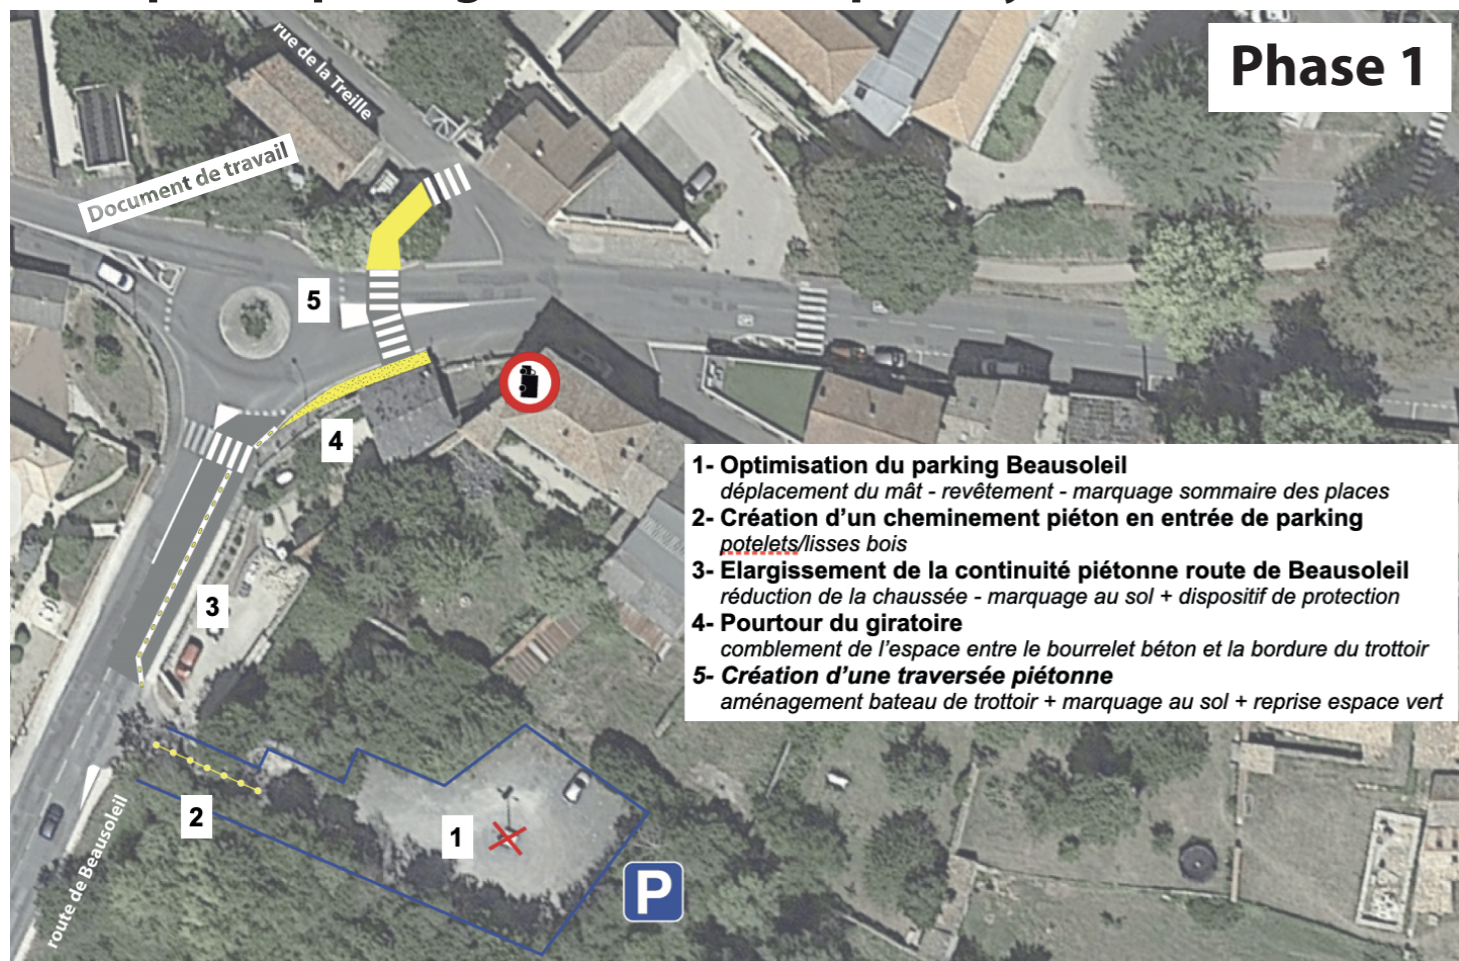 Phase 1
rue de la Treille
Document de travail
5
4
3
2
1
P
route de Beausoleil
1- Optimisation du parking Beausoleil
déplacement du mât - revêtement - marquage sommaire des places
2- Création d'un cheminement piéton en entrée de parking
potelets/lisses bois
3- Elargissement de la continuité piétonne route de Beausoleil
réduction de la chaussée - marquage au sol + dispositif de protection
4- Pourtour du giratoire
comblement de l'espace entre le bourrelet béton et la bordure du trottoir
5- Création d'une traversée piétonne
aménagement bateau de trottoir + marquage au sol + reprise espace vert